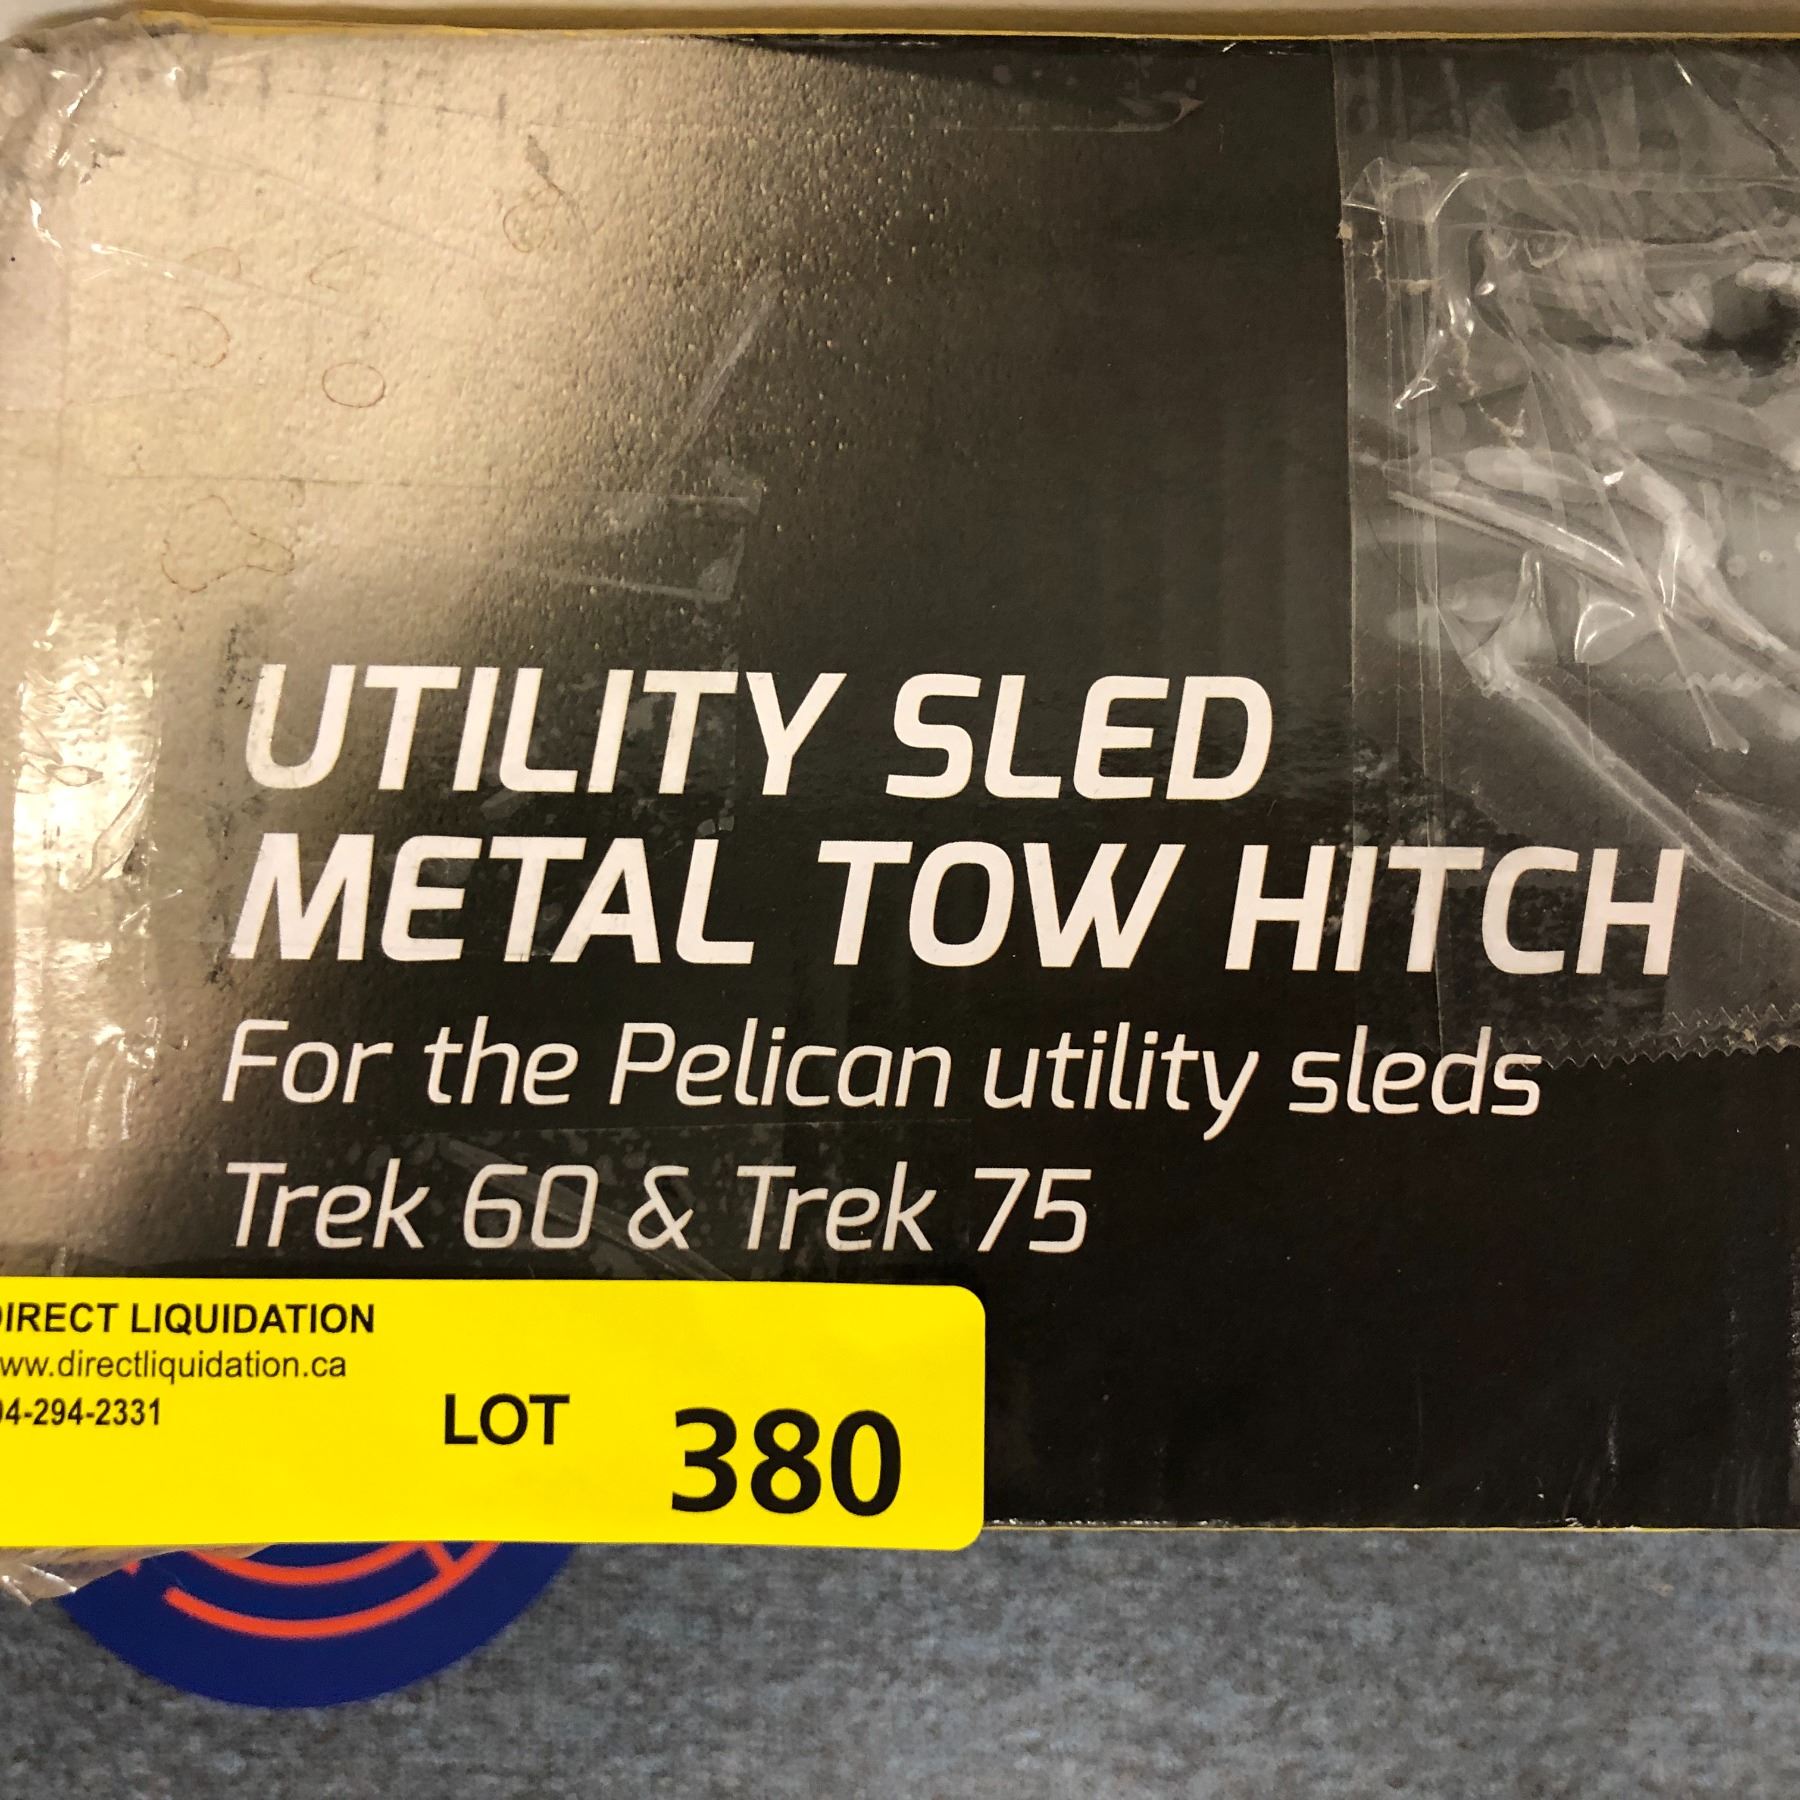 UTILITY SLED
METAL TOW HITCH
For the Pelican utility sleds
Trek 60 & Trek 75
DIRECT LIQUIDATION
ww.directliquidation.ca
04-294-2331
LOT 380